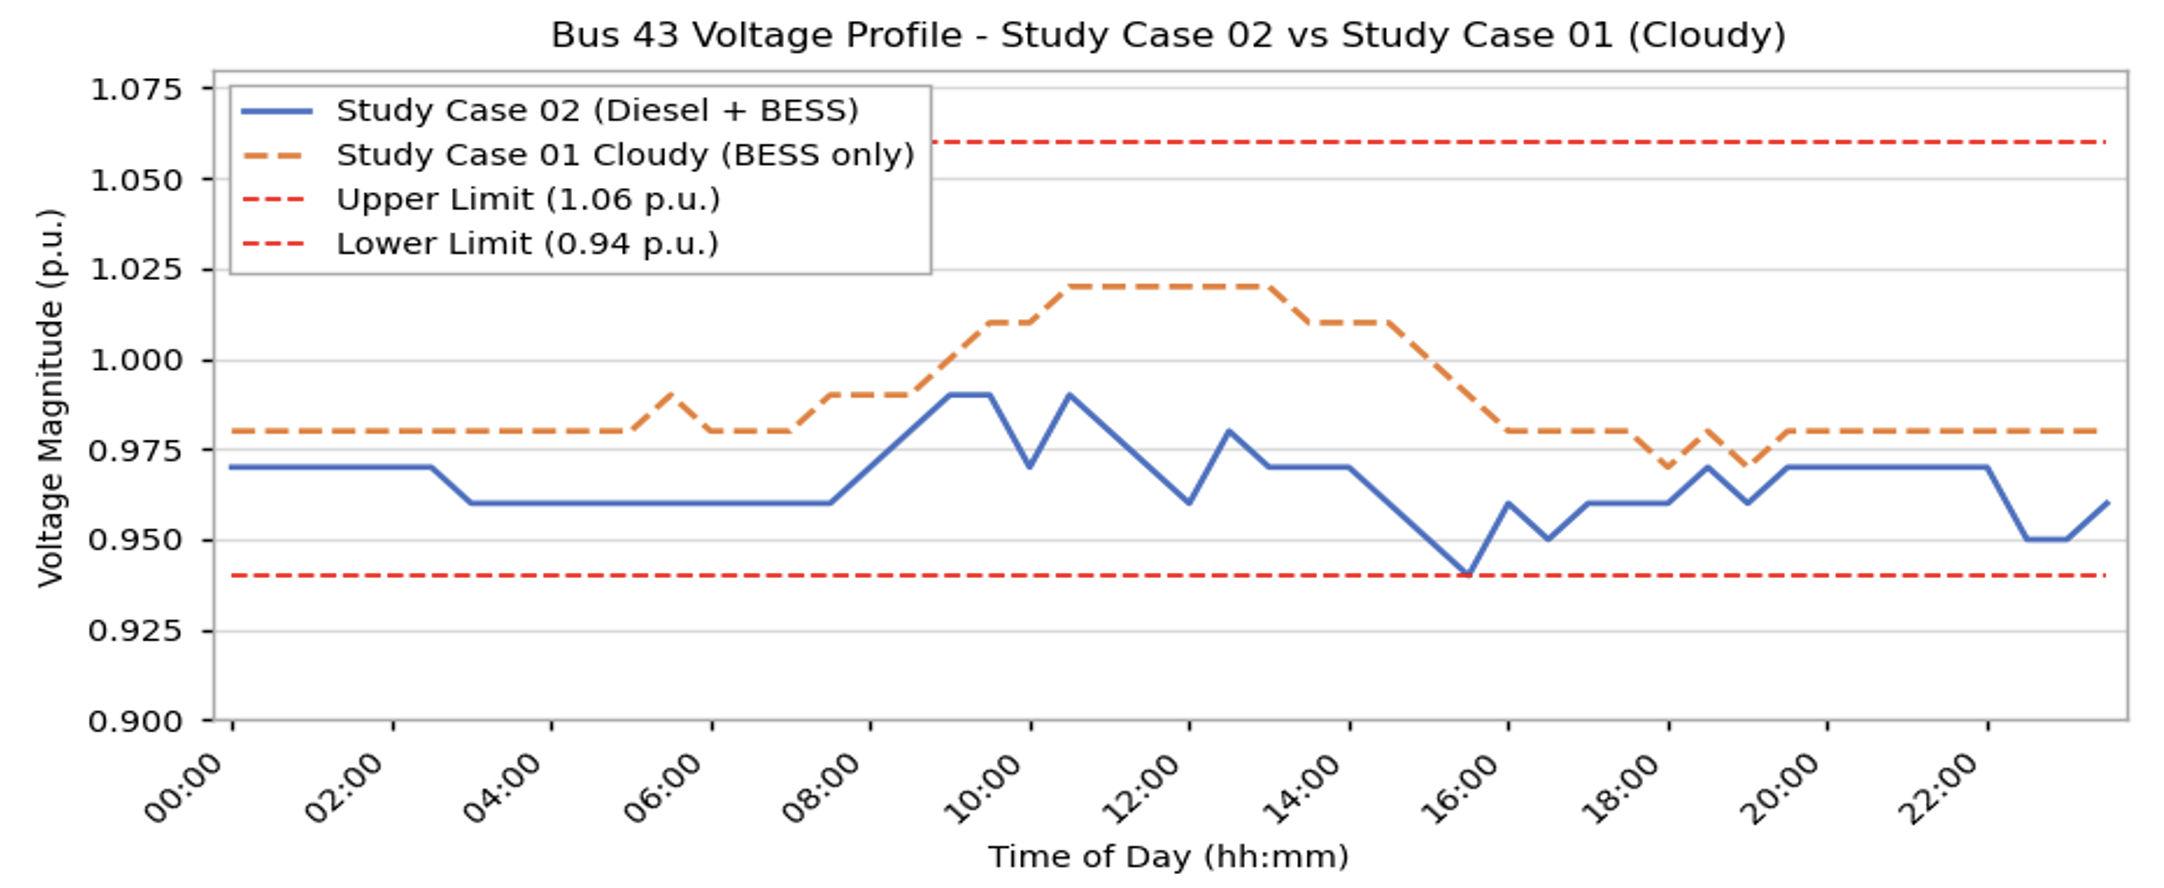 Bus 43 Voltage Profile - Study Case 02 vs Study Case 01 (Cloudy)
Study Case 02 (Diesel + BESS)
Study Case 01 Cloudy (BESS only)
Upper Limit (1.06 p.u.)
Lower Limit (0.94 p.u.)
Voltage Magnitude (p.u.)
1.075
1.050
1.025
1.000
0.975
0.950
0.925
0.900
00:00
02:00
04:00
06:00
08:00
10:00
12:00
14:00
16:00
18:00
20:00
22:00
Time of Day (hh:mm)